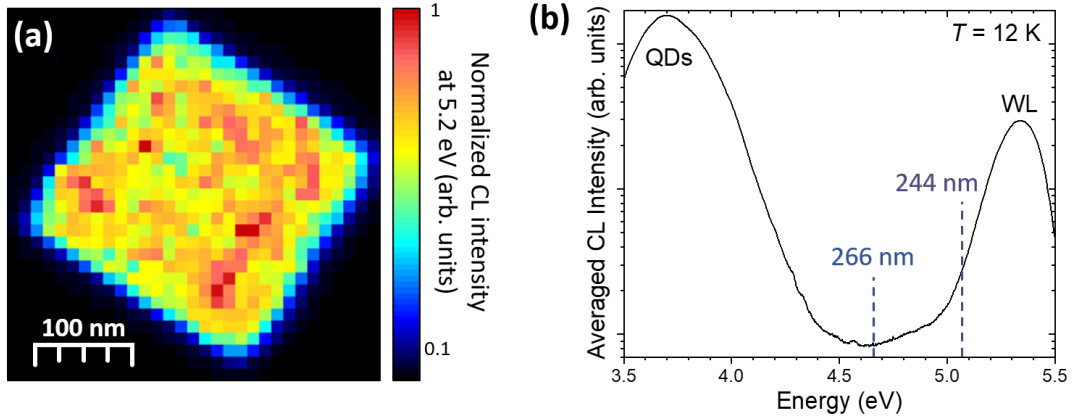 (a)
100 nm
1
0.1
Normalized CL intensity
at 5.2 eV (arb. units)
(b)
T = 12 K
QDs
WL
244 nm
266 nm
Averaged CL Intensity (arb. units)
3.5 4.0 4.5 5.0 5.5
Energy (eV)